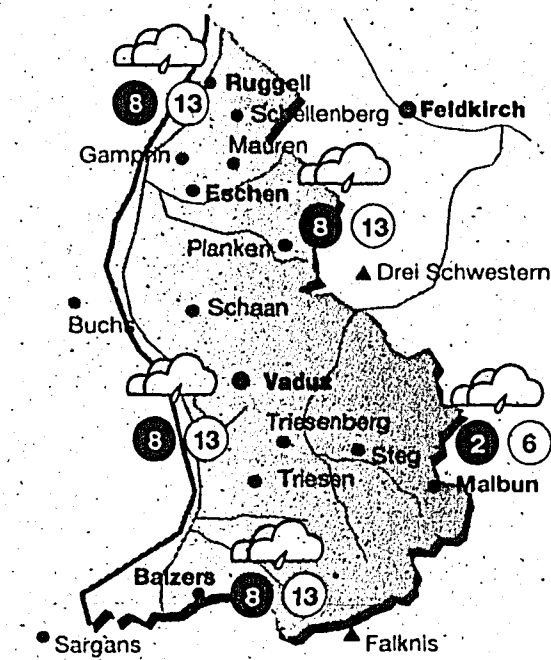 Ruggell
8 13
Schellenberg
Feldkirch
Gamprin
Mauren
Eschen
8 13
Planken
Drei Schwestern
Buchs
Schaan
Vaduz
8 13
Triesenberg
Steg
2 6
Triesen
Malbun
Balzers
8 13
Sargans
Falknis